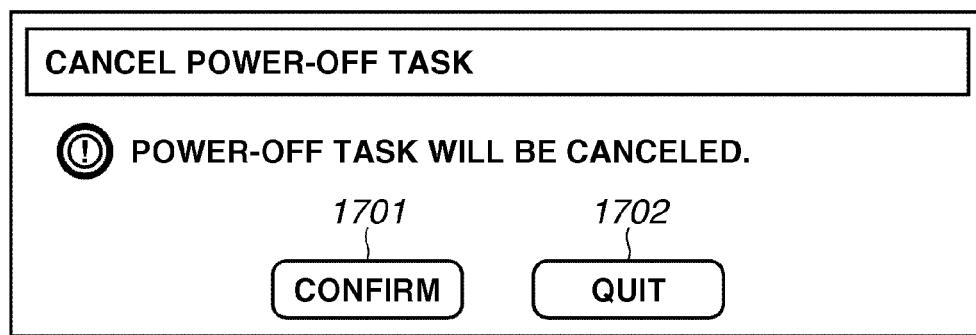 CANCEL POWER-OFF TASK
! POWER-OFF TASK WILL BE CANCELED.
1701 1702
CONFIRM QUIT